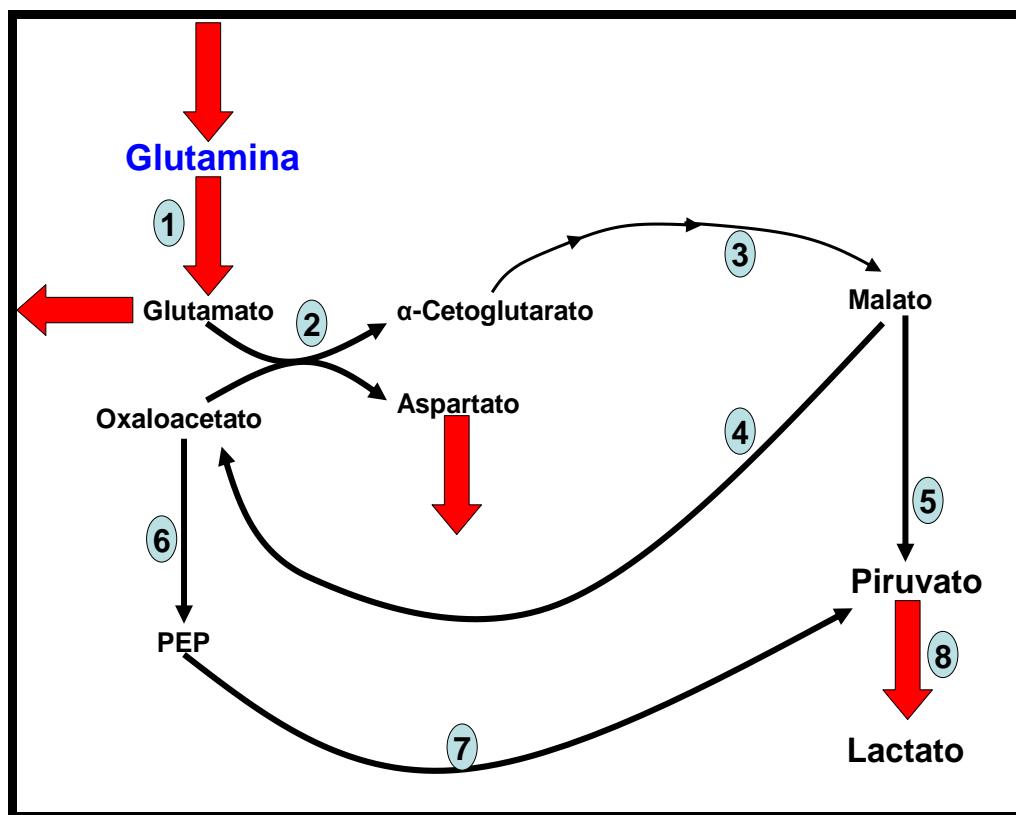 Glutamina
1
3
Glutamato
2
α-Cetoglutarato
Malato
Oxaloacetato
Aspartato
4
5
6
Piruvato
PEP
8
7
Lactato